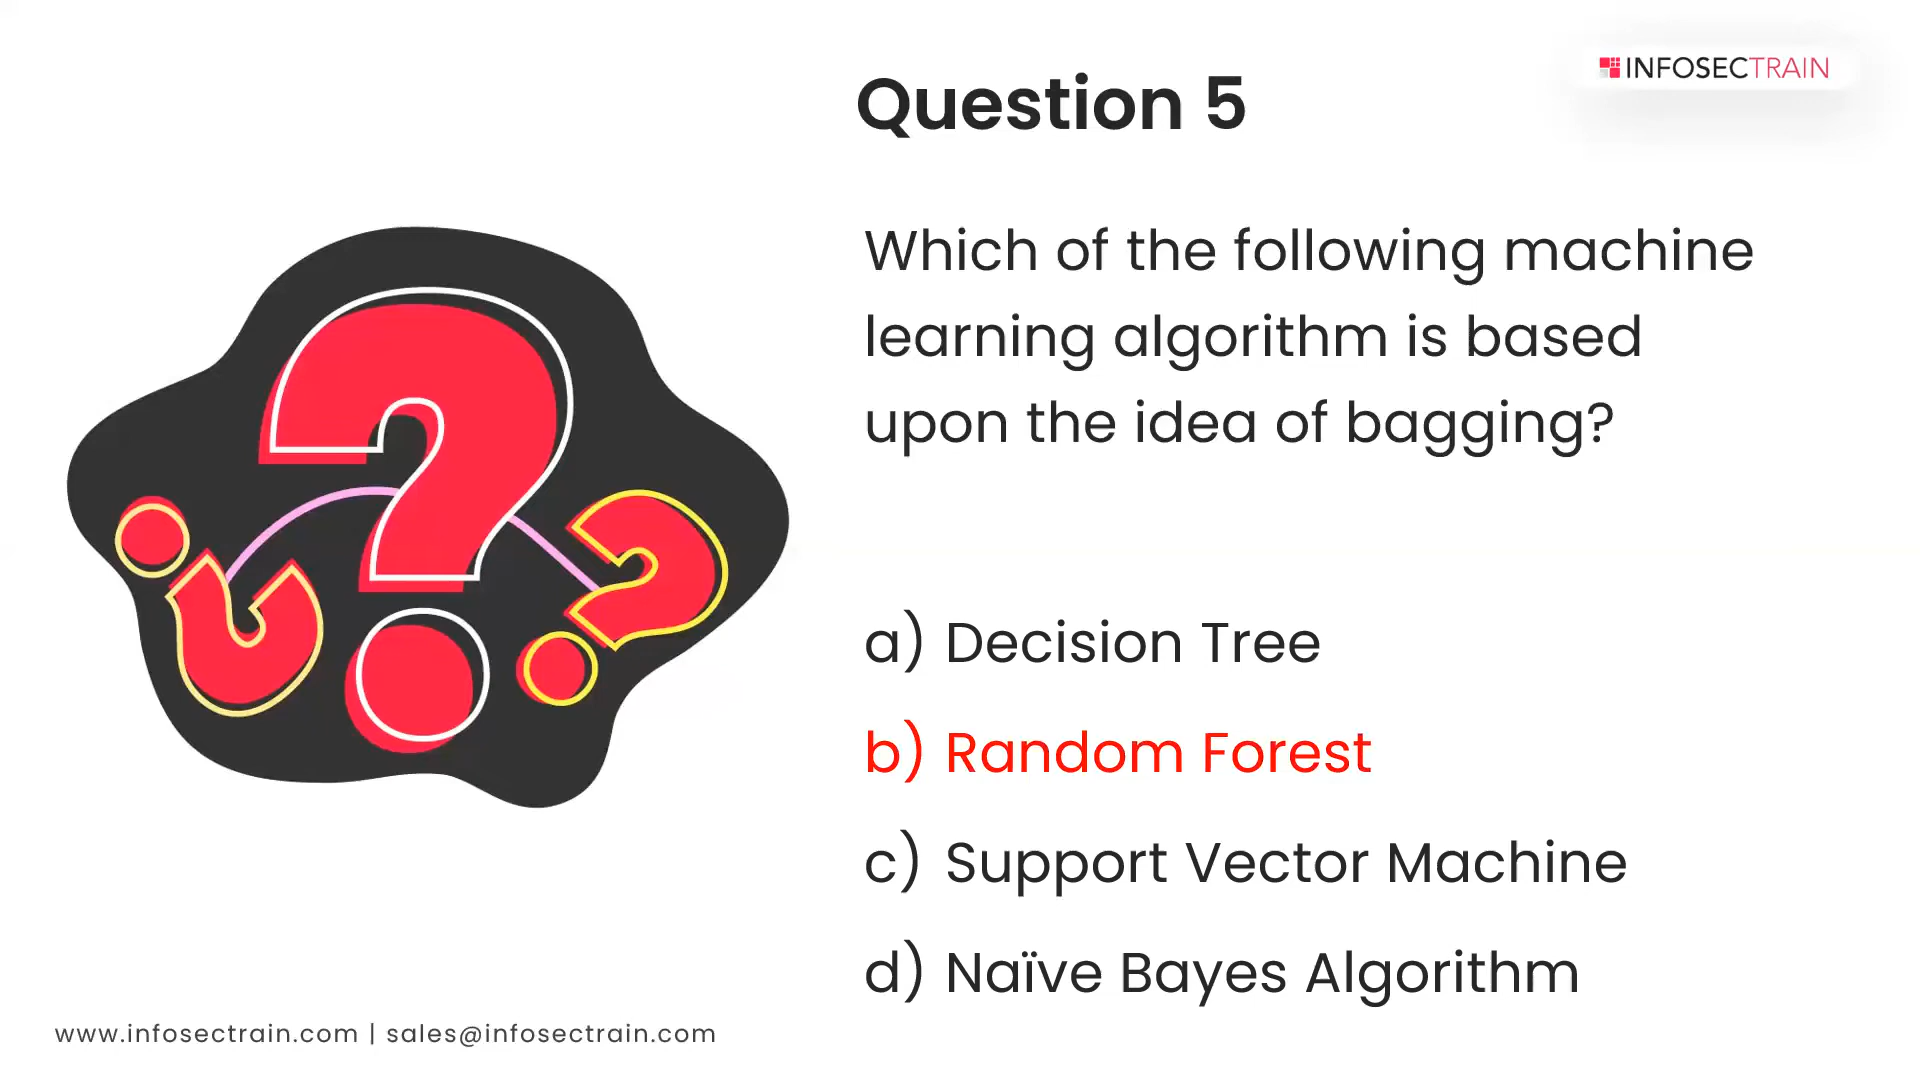 INFOSECTRAIN
Question 5
Which of the following machine
learning algorithm is based
upon the idea of bagging?
a) Decision Tree
b) Random Forest
c) Support Vector Machine
d) Naïve Bayes Algorithm
www.infosectrain.com | sales@infosectrain.com